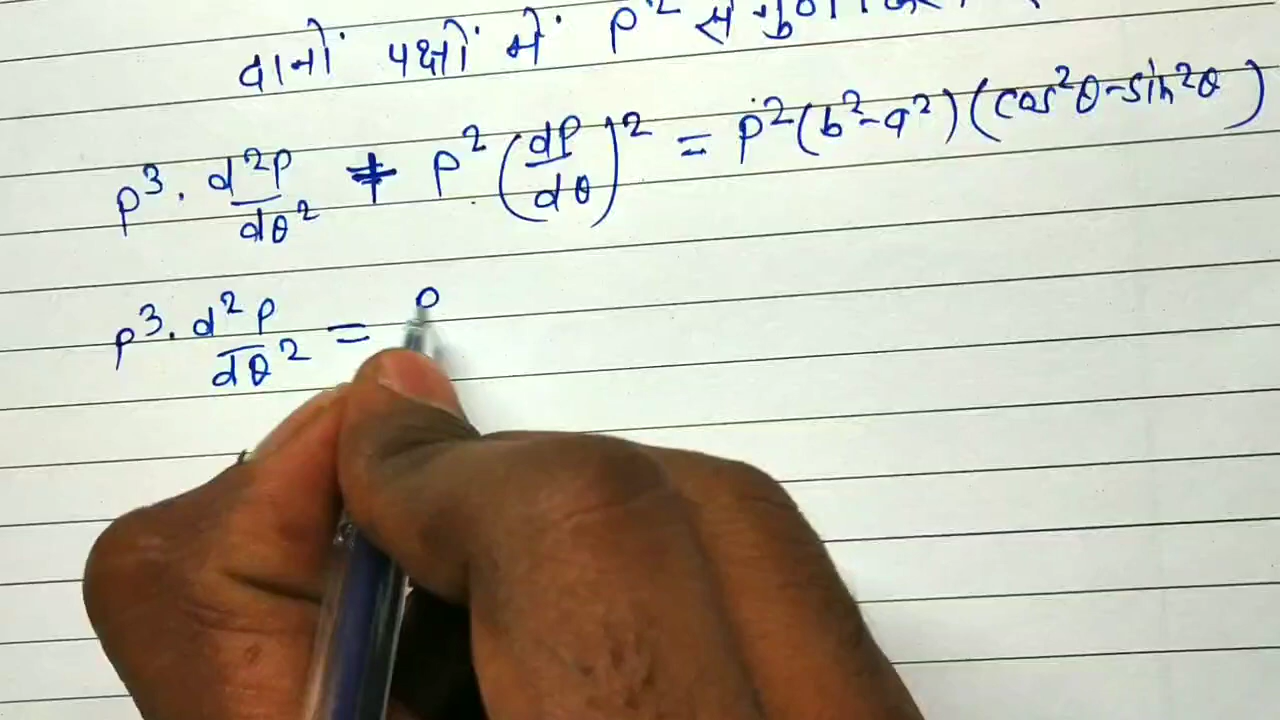 दोनों पक्षों में P² से गुणा
P³. d²P/dθ² + P² (dP/dθ)² = P²(b²-a²)(cos²θ-sin²θ)
P³. d²P/dθ² = P